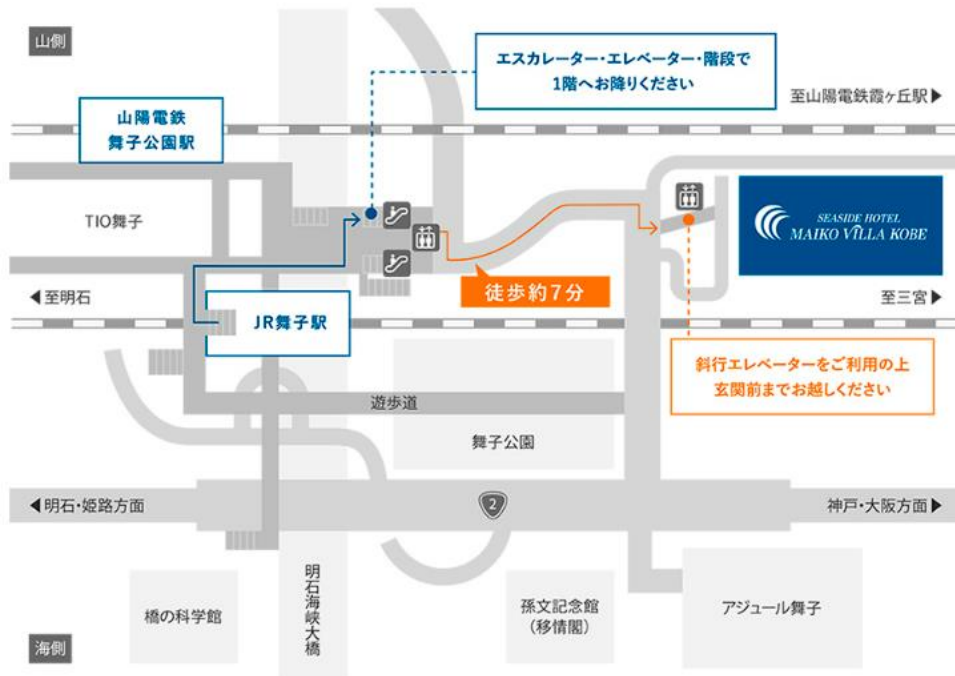 山側
エスカレーター・エレベーター・階段で
1階へお降りください
至山陽電鉄霞ヶ丘駅▶
山陽電鉄
舞子公園駅
TIO舞子
SEASIDE HOTEL
MAIKO VILLA KOBE
徒歩約7分
◀至明石
至三宮▶
JR舞子駅
斜行エレベーターをご利用の上
玄関前までお越しください
遊歩道
舞子公園
◀明石・姫路方面
2
神戸・大阪方面▶
明石海峡大橋
橋の科学館
孫文記念館
(移情閣)
アジュール舞子
海側